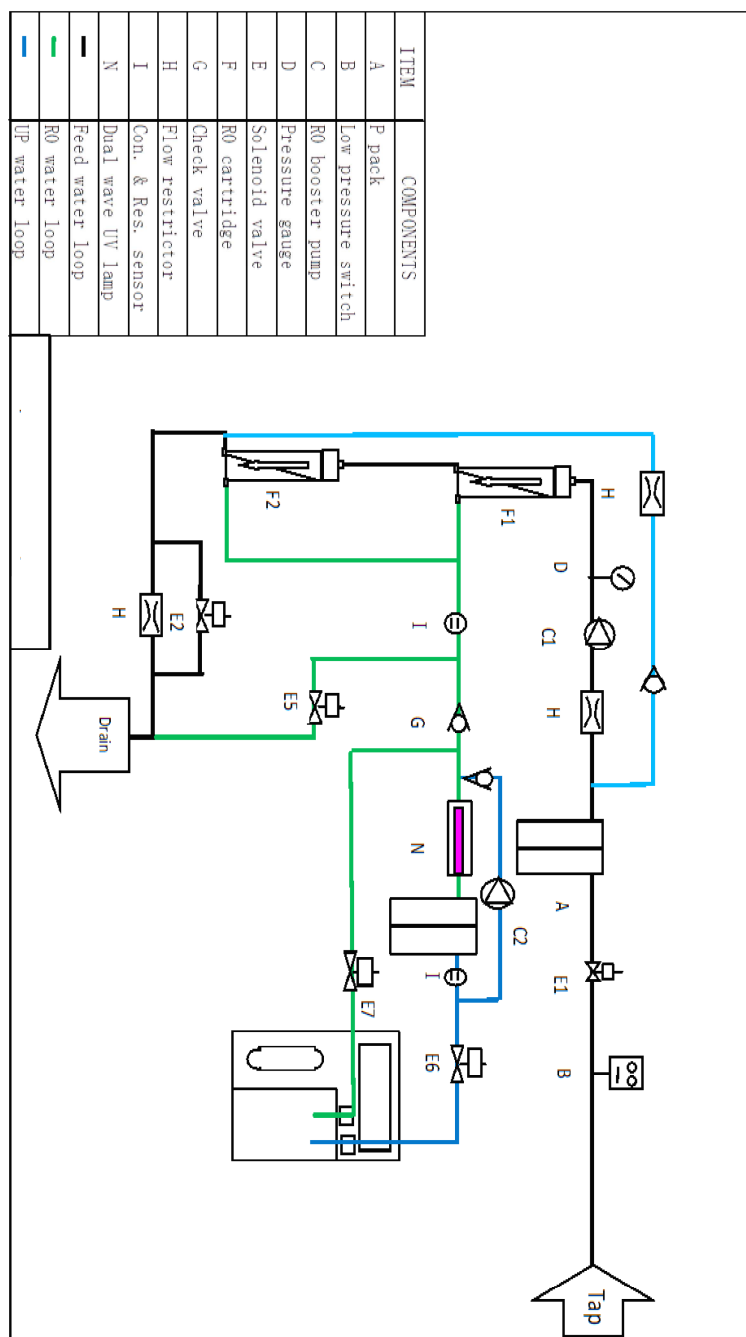 ITEM COMPONENTS
A P pack
B Low pressure switch
C RO booster pump
D Pressure gauge
E Solenoid valve
F RO cartridge
G Check valve
H Flow restrictor
I Con. & Res. sensor
N Dual wave UV lamp
Feed water loop
RO water loop
UP water loop
H
F1
D
C1
H
A
E1
B
Tap
F2
I
G
N
C2
I
E6
E7
H
E2
E5
Drain